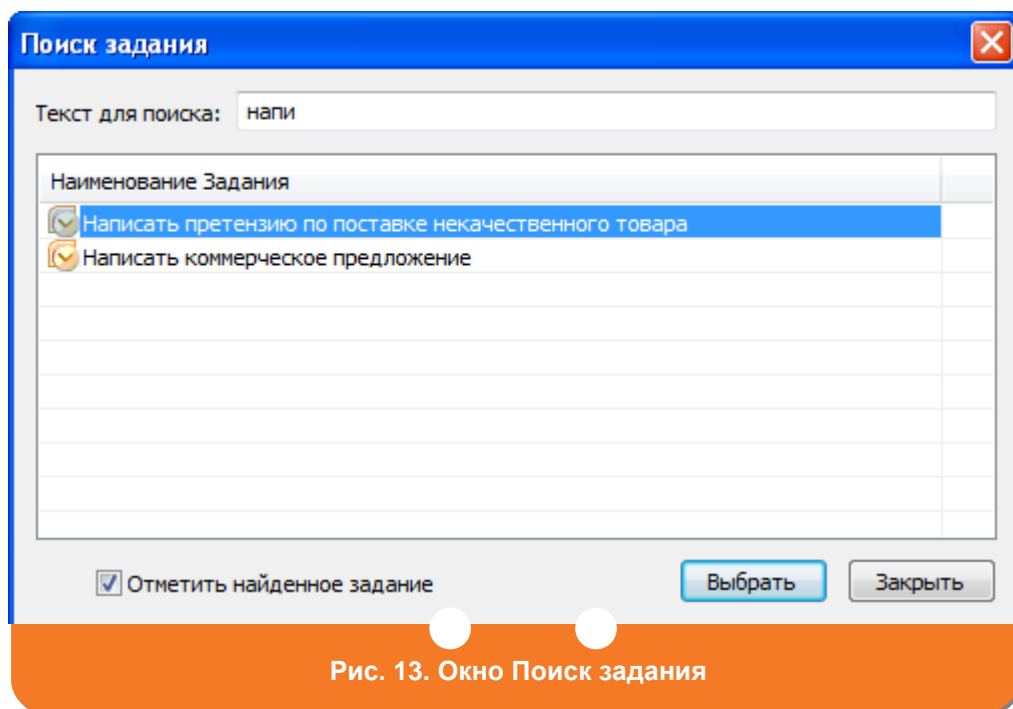 Поиск задания
Текст для поиска: напи
Наименование Задания
Написать претензию по поставке некачественного товара
Написать коммерческое предложение
Отметить найденное задание Выбрать Закрыть
Рис. 13. Окно Поиск задания